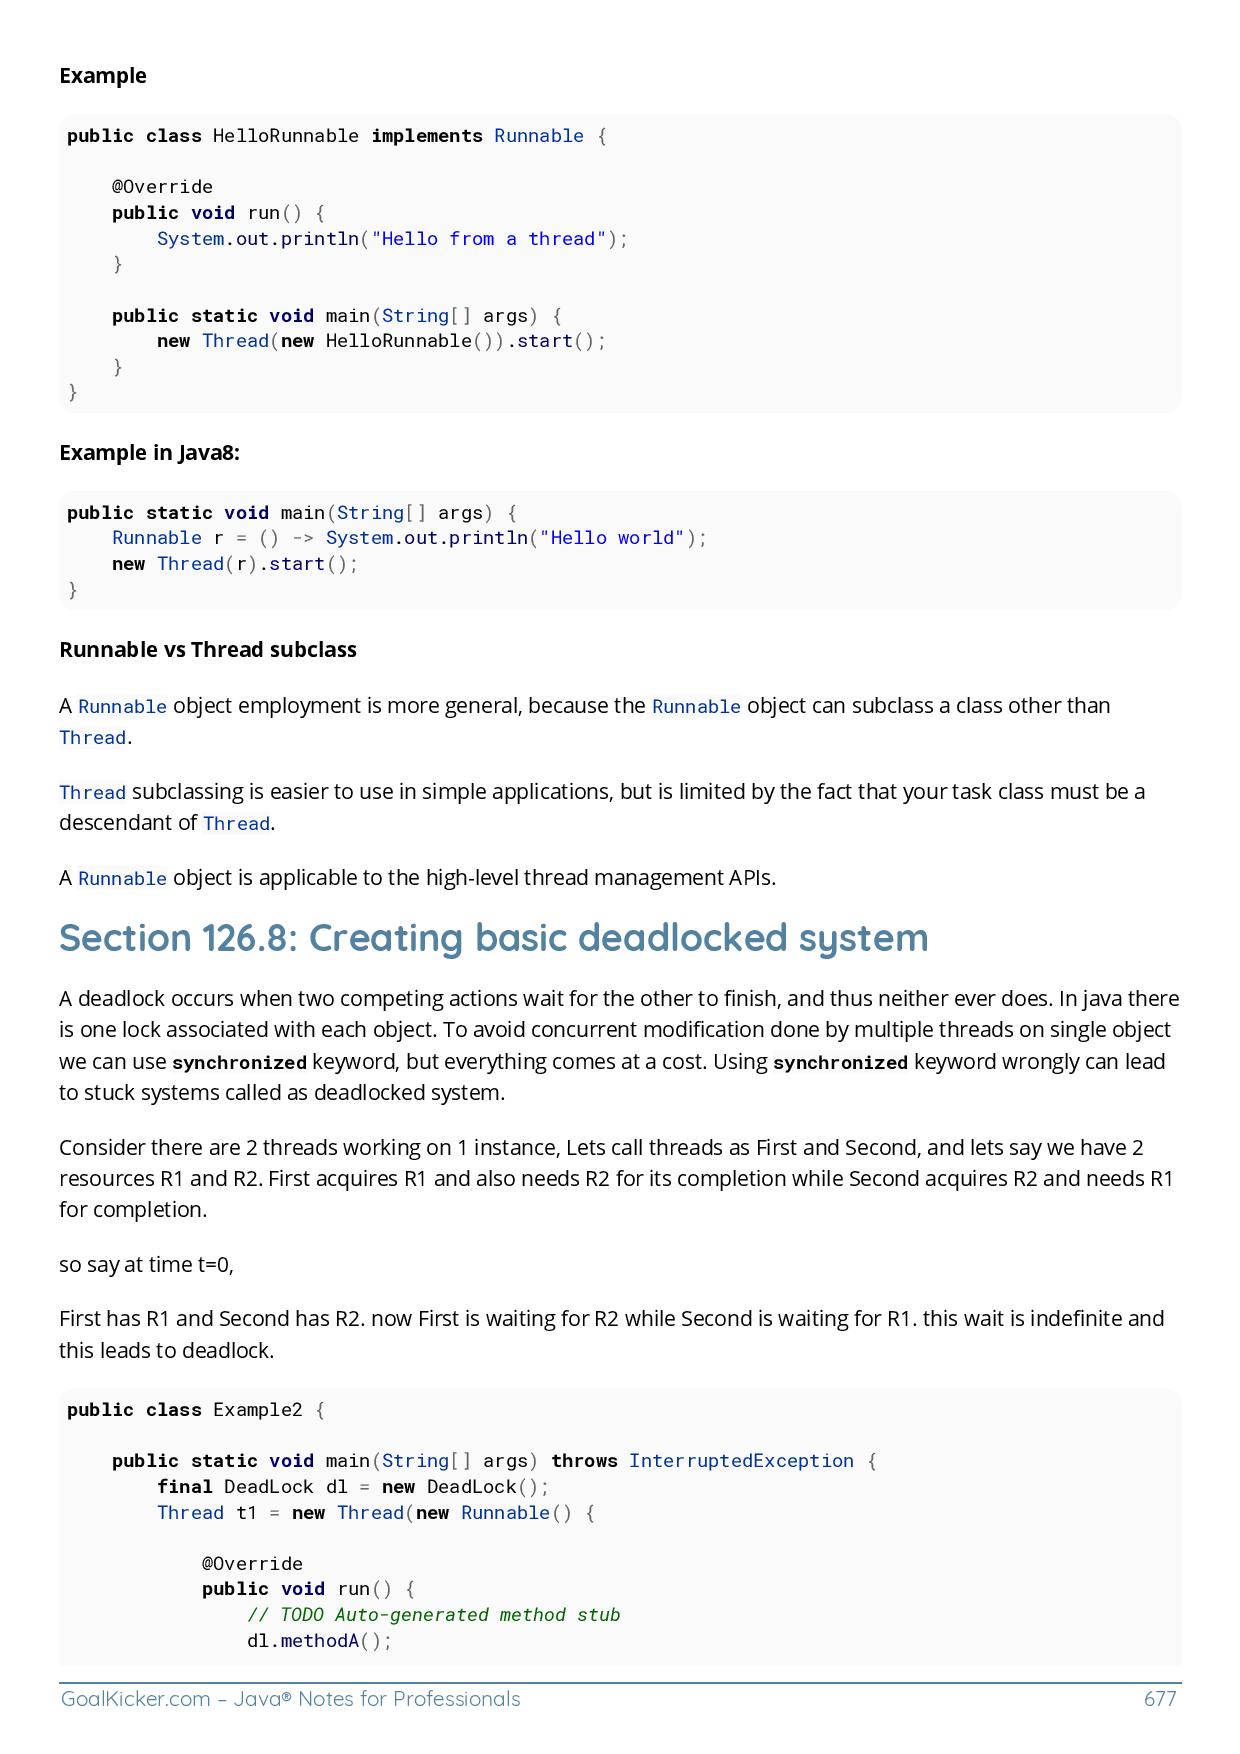 Example
public class HelloRunnable implements Runnable {
    @Override
    public void run() {
        System.out.println("Hello from a thread");
    }
    public static void main(String[] args) {
        new Thread(new HelloRunnable()).start();
    }
}
Example in Java8:
public static void main(String[] args) {
    Runnable r = () -> System.out.println("Hello world");
    new Thread(r).start();
}
Runnable vs Thread subclass
A Runnable object employment is more general, because the Runnable object can subclass a class other than
Thread.
Thread subclassing is easier to use in simple applications, but is limited by the fact that your task class must be a
descendant of Thread.
A Runnable object is applicable to the high-level thread management APIs.
Section 126.8: Creating basic deadlocked system
A deadlock occurs when two competing actions wait for the other to finish, and thus neither ever does. In java there
is one lock associated with each object. To avoid concurrent modification done by multiple threads on single object
we can use synchronized keyword, but everything comes at a cost. Using synchronized keyword wrongly can lead
to stuck systems called as deadlocked system.
Consider there are 2 threads working on 1 instance, Lets call threads as First and Second, and lets say we have 2
resources R1 and R2. First acquires R1 and also needs R2 for its completion while Second acquires R2 and needs R1
for completion.
so say at time t=0,
First has R1 and Second has R2. now First is waiting for R2 while Second is waiting for R1. this wait is indefinite and
this leads to deadlock.
public class Example2 {
    public static void main(String[] args) throws InterruptedException {
        final DeadLock dl = new DeadLock();
        Thread t1 = new Thread(new Runnable() {
            @Override
            public void run() {
                // TODO Auto-generated method stub
                dl.methodA();
GoalKicker.com – Java® Notes for Professionals 677